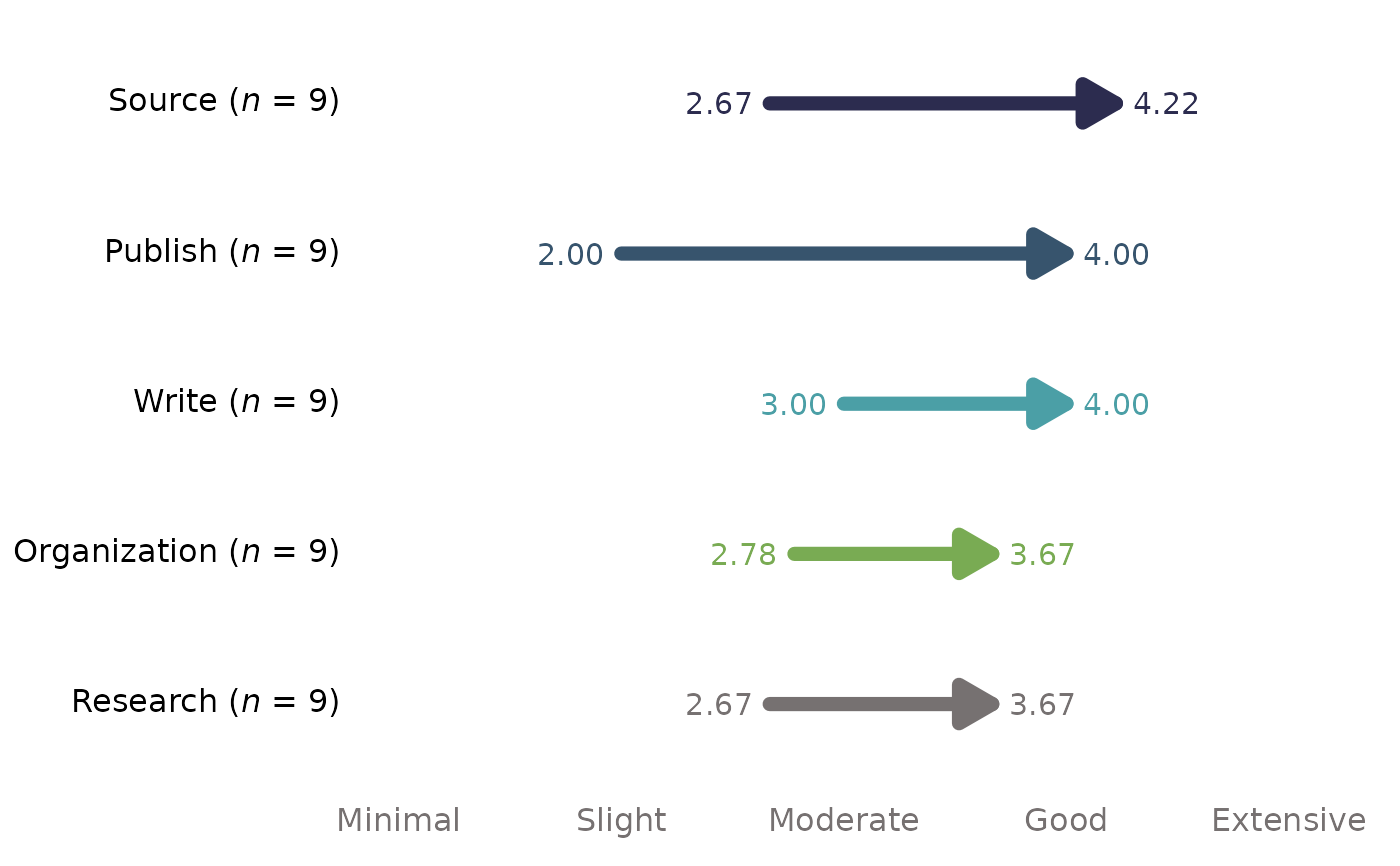 Source (n = 9) 2.67 4.22
Publish (n = 9) 2.00 4.00
Write (n = 9) 3.00 4.00
Organization (n = 9) 2.78 3.67
Research (n = 9) 2.67 3.67
Minimal Slight Moderate Good Extensive